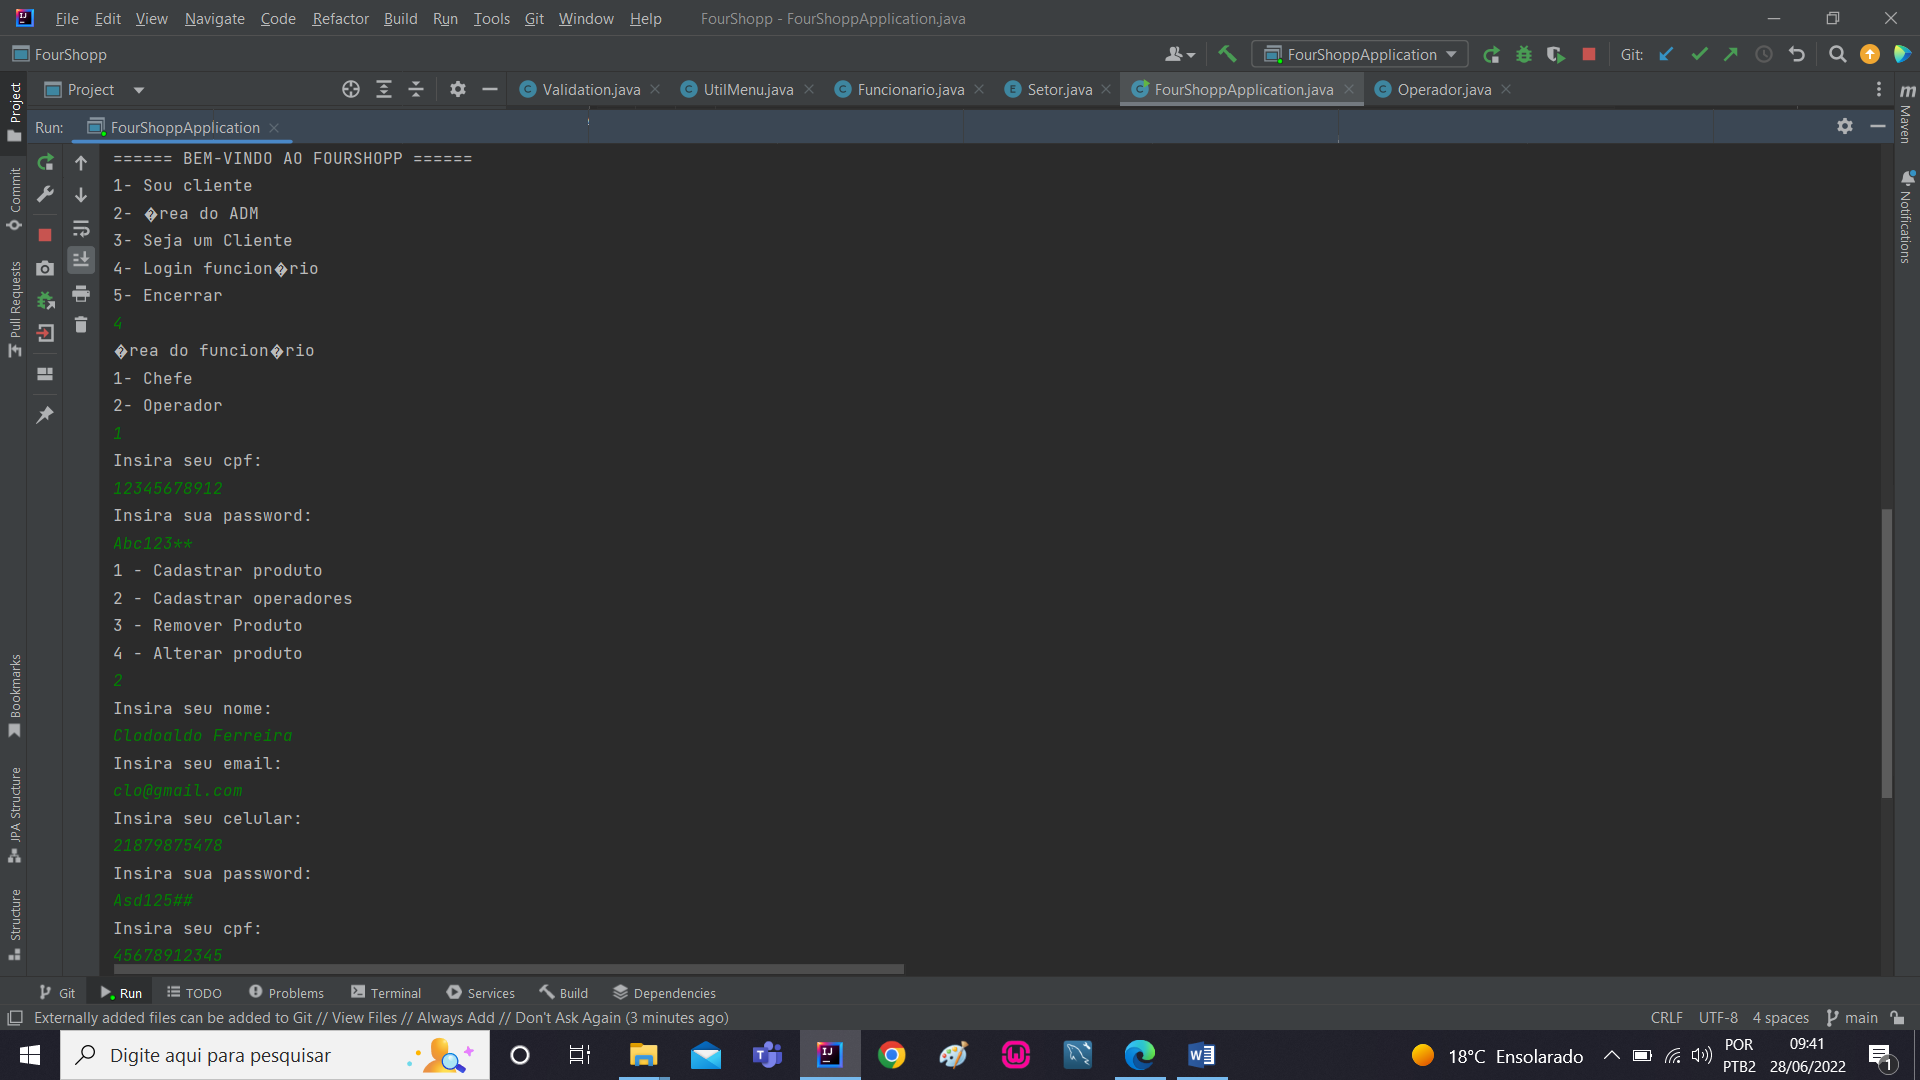 File Edit View Navigate Code Refactor Build Run Tools Git Window Help FourShopp - FourShoppApplication.java
FourShopp FourShoppApplication Git:
Project Validation.java UtilMenu.java Funcionario.java Setor.java FourShoppApplication.java Operador.java
Run: FourShoppApplication
Project
Commit
Pull Requests
Bookmarks
JPA Structure
Structure
====== BEM-VINDO AO FOURSHOPP ======
1- Sou cliente
2- �rea do ADM
3- Seja um Cliente
4- Login funcion�rio
5- Encerrar
4
�rea do funcion�rio
1- Chefe
2- Operador
1
Insira seu cpf:
12345678912
Insira sua password:
Abc123**
1 - Cadastrar produto
2 - Cadastrar operadores
3 - Remover Produto
4 - Alterar produto
2
Insira seu nome:
Clodoaldo Ferreira
Insira seu email:
clo@gmail.com
Insira seu celular:
21879875478
Insira sua password:
Asd125##
Insira seu cpf:
45678912345
Maven
Notifications
Git Run TODO Problems Terminal Services Build Dependencies
Externally added files can be added to Git // View Files // Always Add // Don't Ask Again (3 minutes ago) CRLF UTF-8 4 spaces main
Digite aqui para pesquisar 18°C Ensolarado POR PTB2 09:41 28/06/2022 1